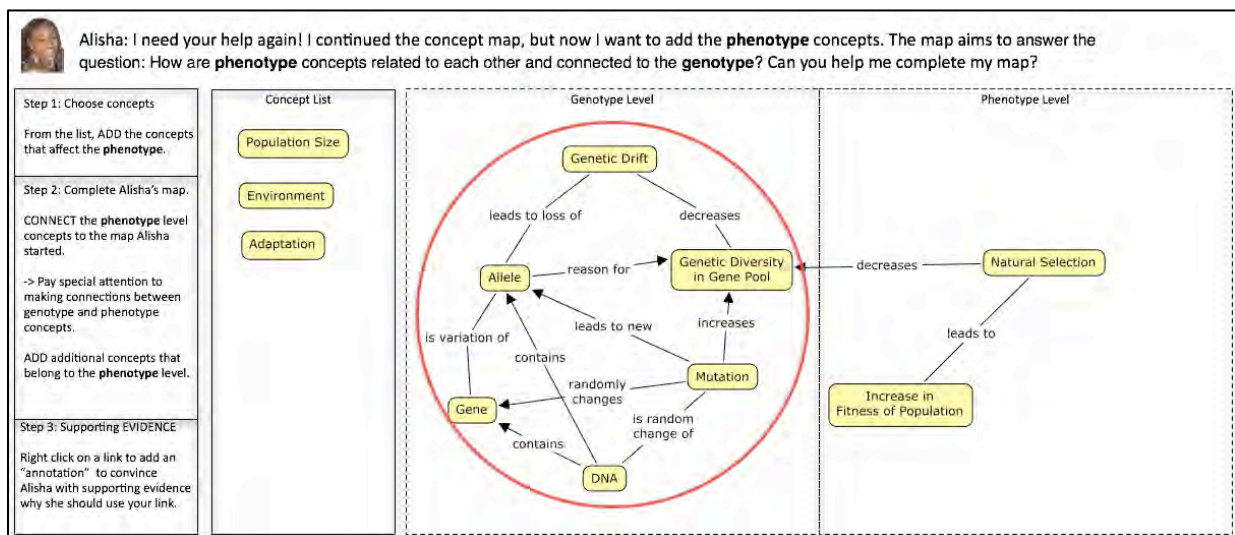 Alisha: I need your help again! I continued the concept map, but now I want to add the phenotype concepts. The map aims to answer the
question: How are phenotype concepts related to each other and connected to the genotype? Can you help me complete my map?
Step 1: Choose concepts
From the list, ADD the concepts
that affect the phenotype.
Step 2: Complete Alisha's map.
CONNECT the phenotype level
concepts to the map Alisha
started.
-> Pay special attention to
making connections between
genotype and phenotype
concepts.
ADD additional concepts that
belong to the phenotype level.
Step 3: Supporting EVIDENCE
Right click on a link to add an
"annotation" to convince
Alisha with supporting evidence
why she should use your link.
Concept List
Population Size
Environment
Adaptation
Genotype Level
Genetic Drift
leads to loss of
decreases
Allele
reason for
Genetic Diversity
in Gene Pool
is variation of
leads to new
increases
contains
Mutation
randomly
changes
Gene
is random
change of
contains
DNA
Phenotype Level
decreases
Natural Selection
leads to
Increase in
Fitness of Population